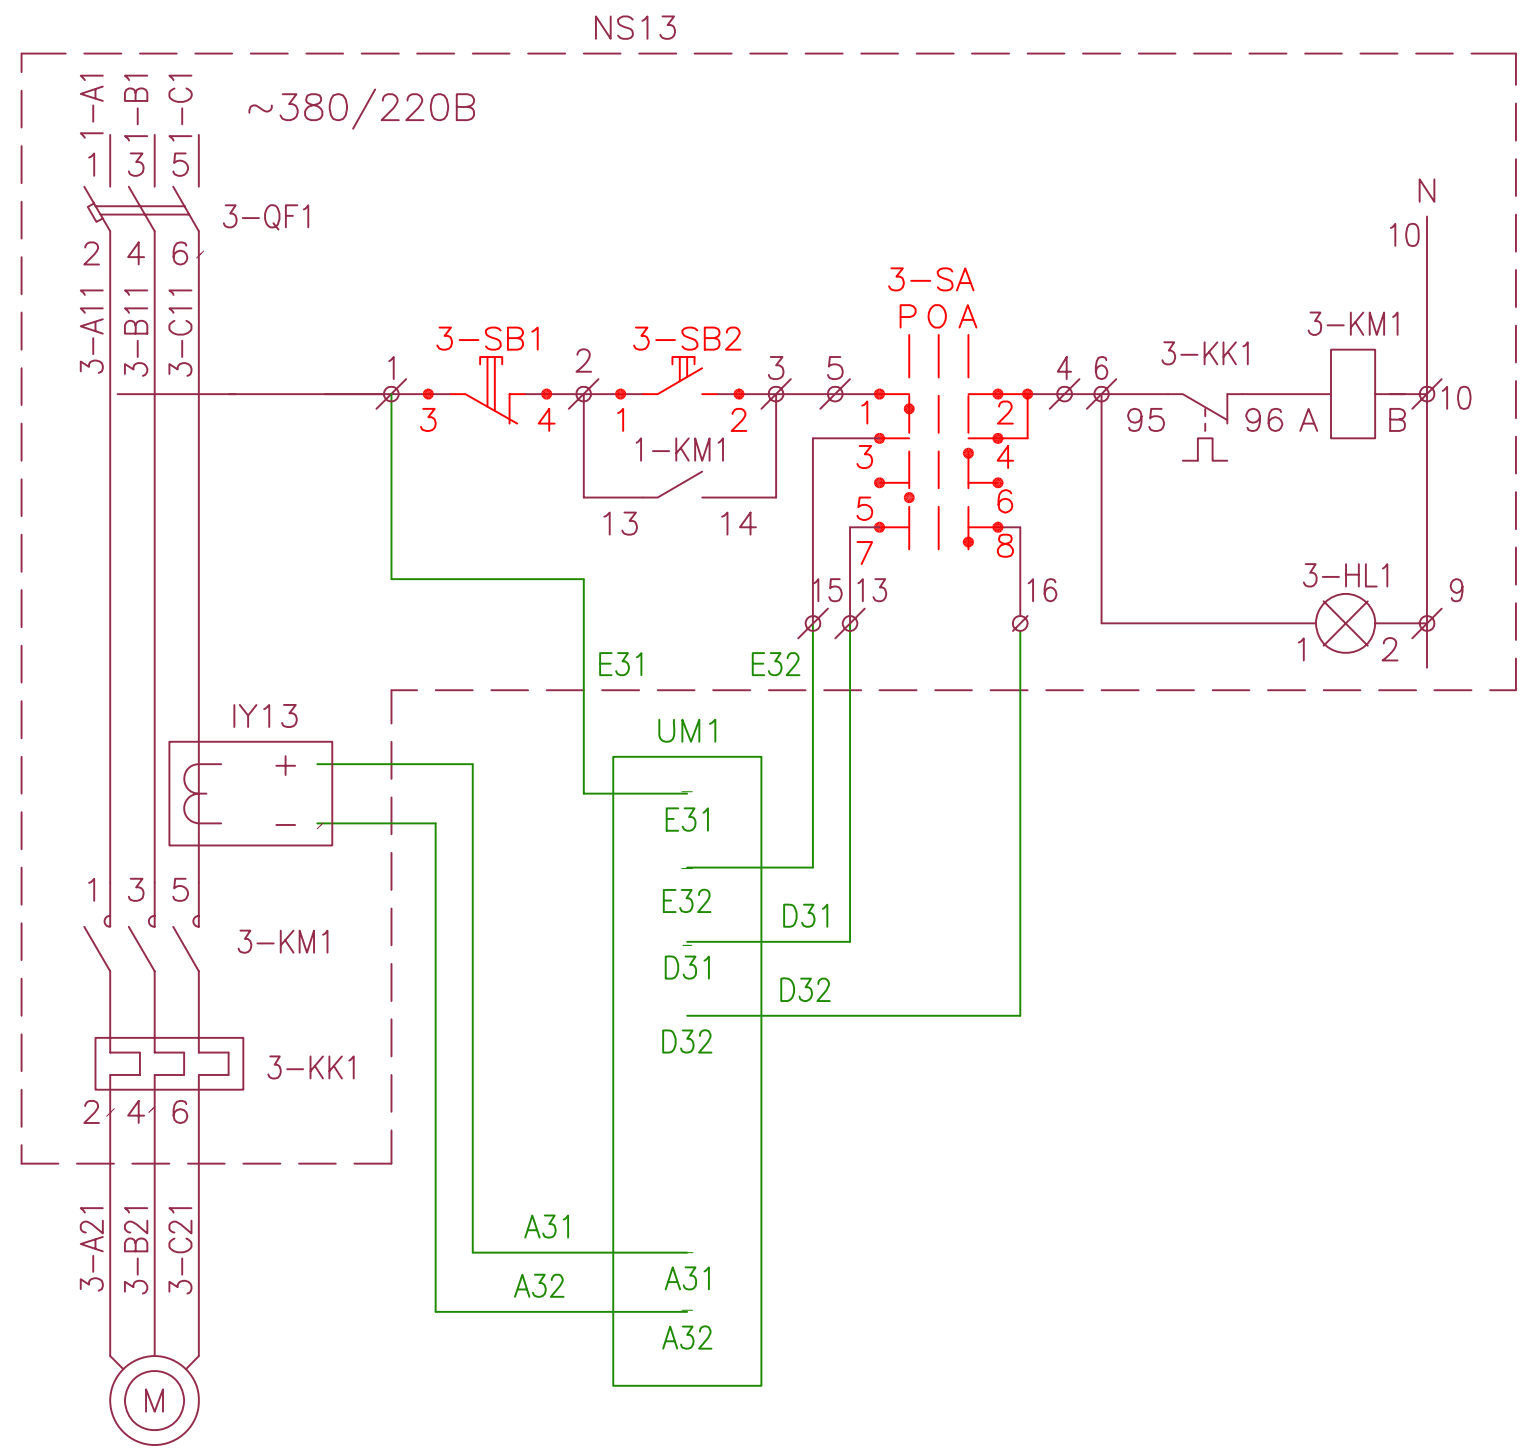 NS13
1-A1
1-B1
1-C1
~380/220В
1 3 5
3-QF1
2 4 6
3-A11
3-B11
3-C11
N
10
3-SA
P O A
3-SB1
3-SB2
3-KK1
3-KM1
1 2 3 5 4 6
3 4 1 2 1 2
95 96 A B 10
1-KM1
3 4
13 14
5 6
7 8
15 13 16
3-HL1
9
1 2
E31
E32
IY13
UM1
+
−
E31
E32
D31
D31
D32
D32
1 3 5
3-KM1
3-KK1
2 4 6
3-A21
3-B21
3-C21
A31
A31
A32
A32
M